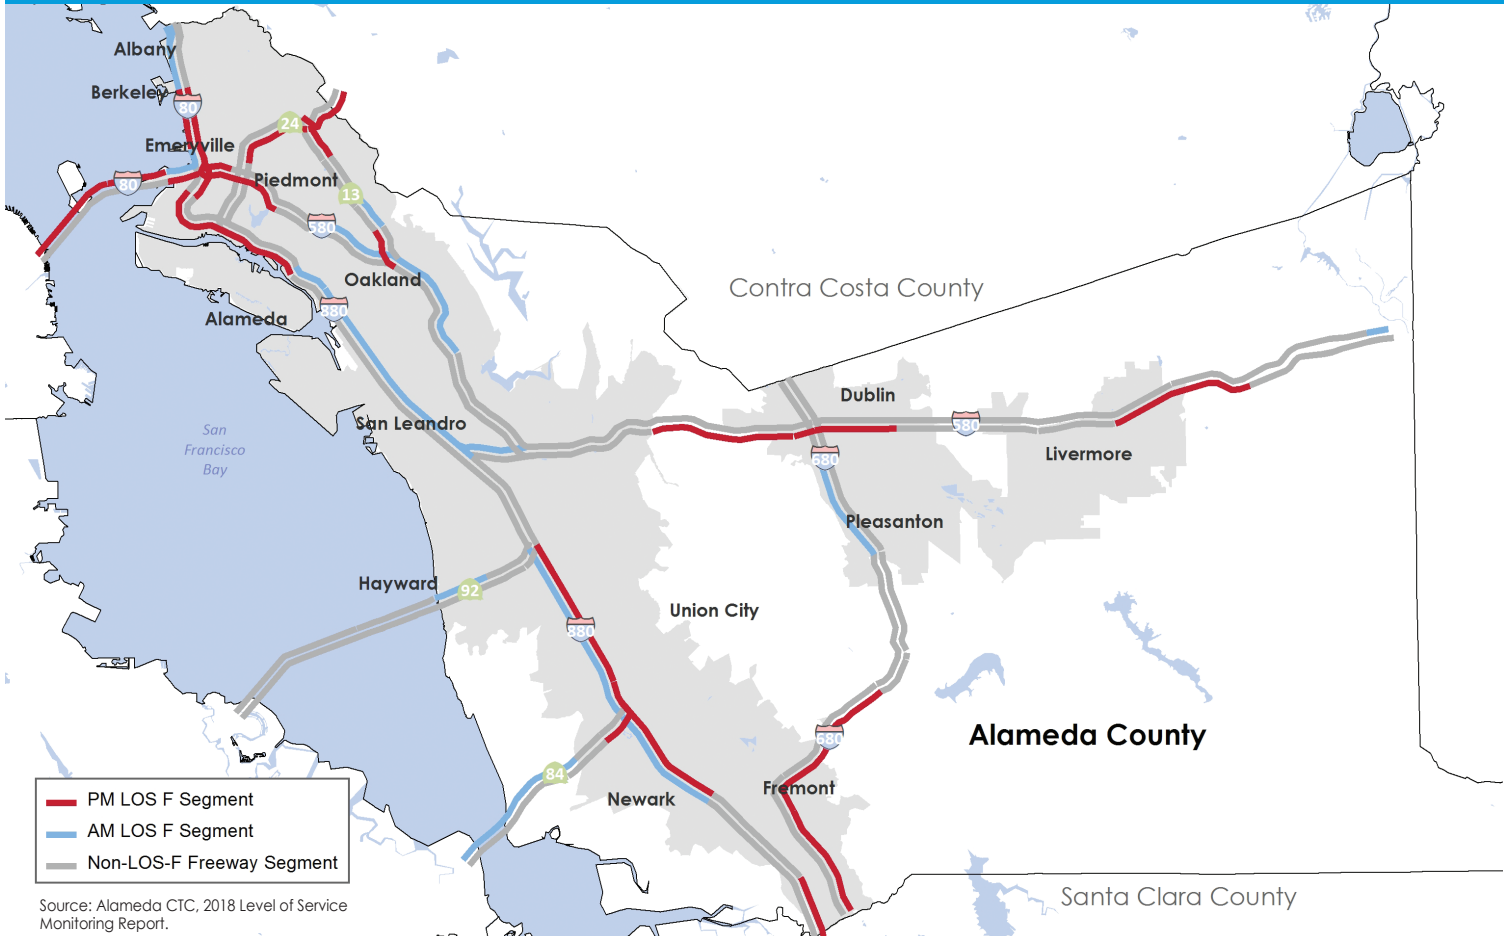 Albany
Berkeley
80
24
Emeryville
80
Piedmont
13
580
Oakland
Contra Costa County
880
Alameda
Dublin
San Leandro
580
San
Francisco
Bay
680
Livermore
Pleasanton
Hayward
92
Union City
880
Alameda County
680
84
Fremont
Newark
PM LOS F Segment
AM LOS F Segment
Non-LOS-F Freeway Segment
Santa Clara County
Source: Alameda CTC, 2018 Level of Service
Monitoring Report.